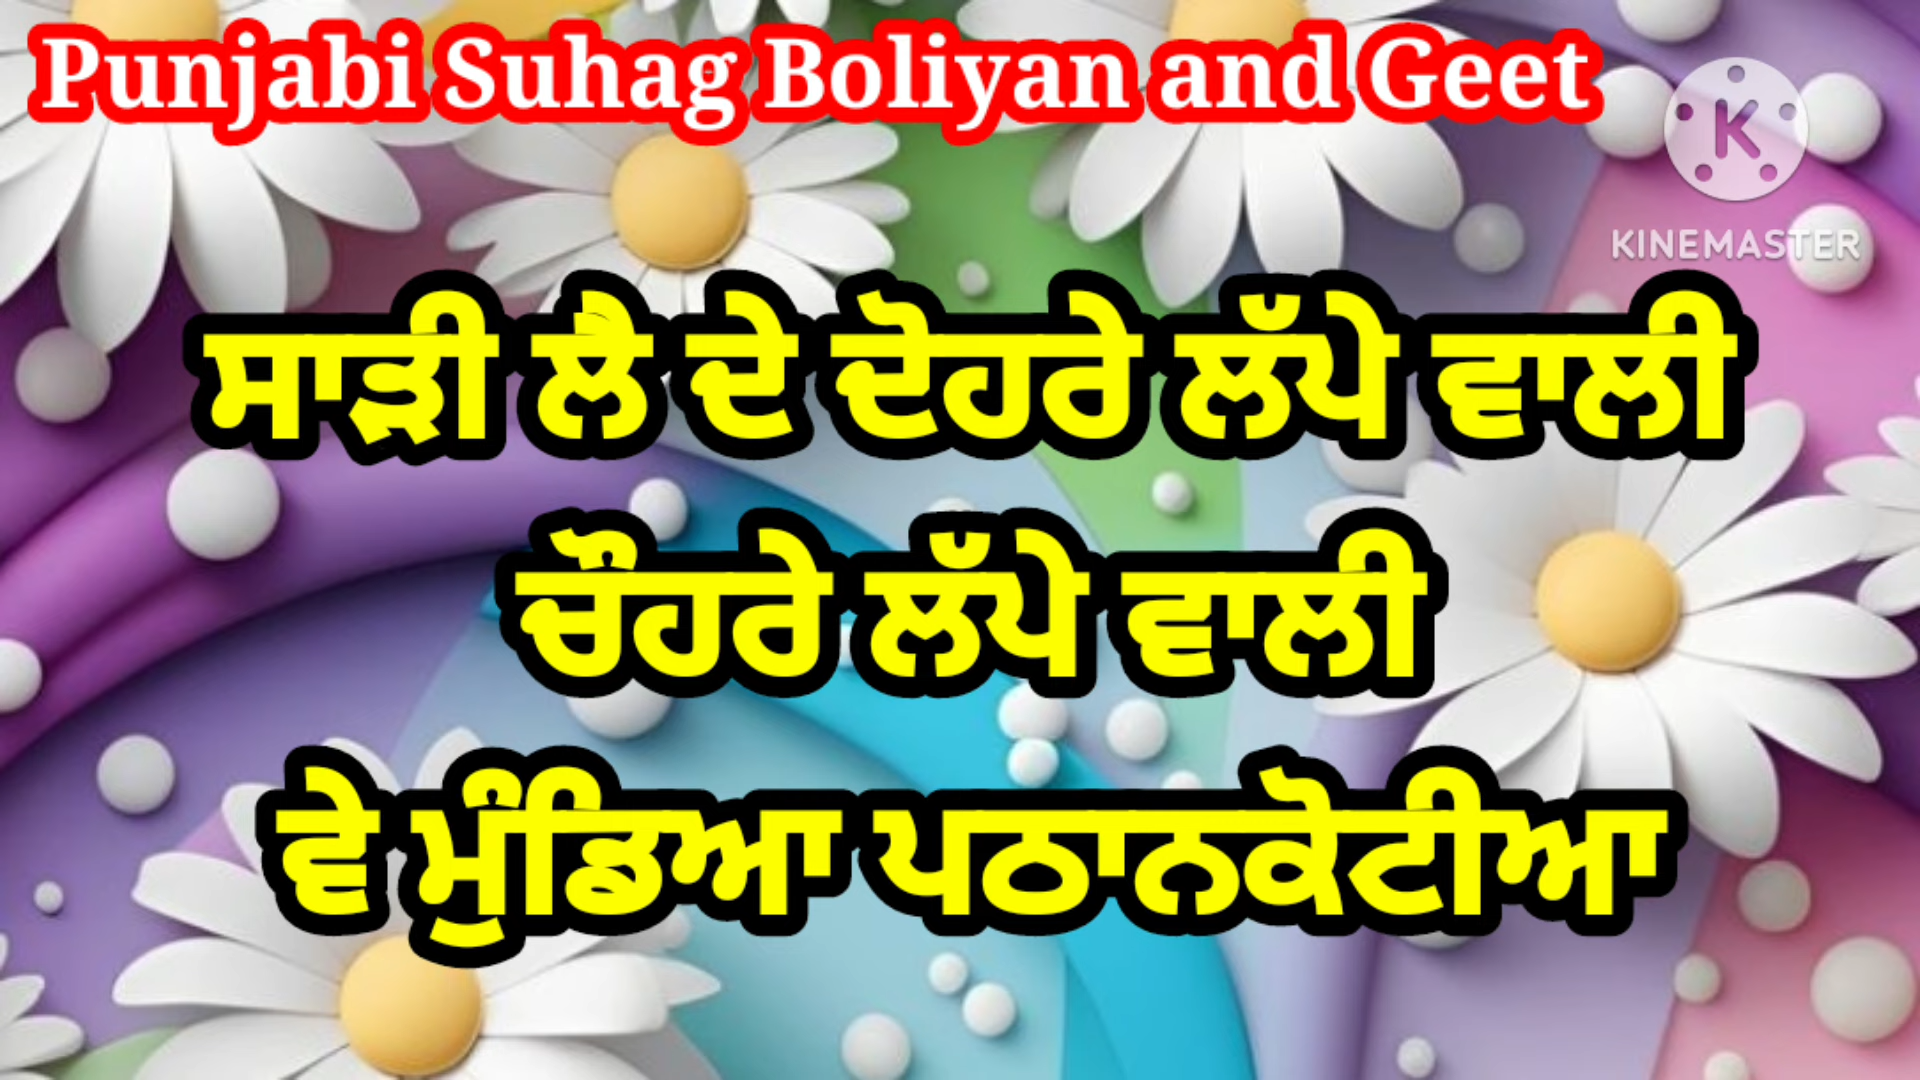 Punjabi Suhag Boliyan and Geet
KINEMASTER
ਸਾੜੀ ਲੈ ਦੇ ਦੋਹਰੇ ਲੱਪੇ ਵਾਲੀ
ਚੌਹਰੇ ਲੱਪੇ ਵਾਲੀ
ਵੇ ਮੁੰਡਿਆ ਪਠਾਨਕੋਟੀਆ